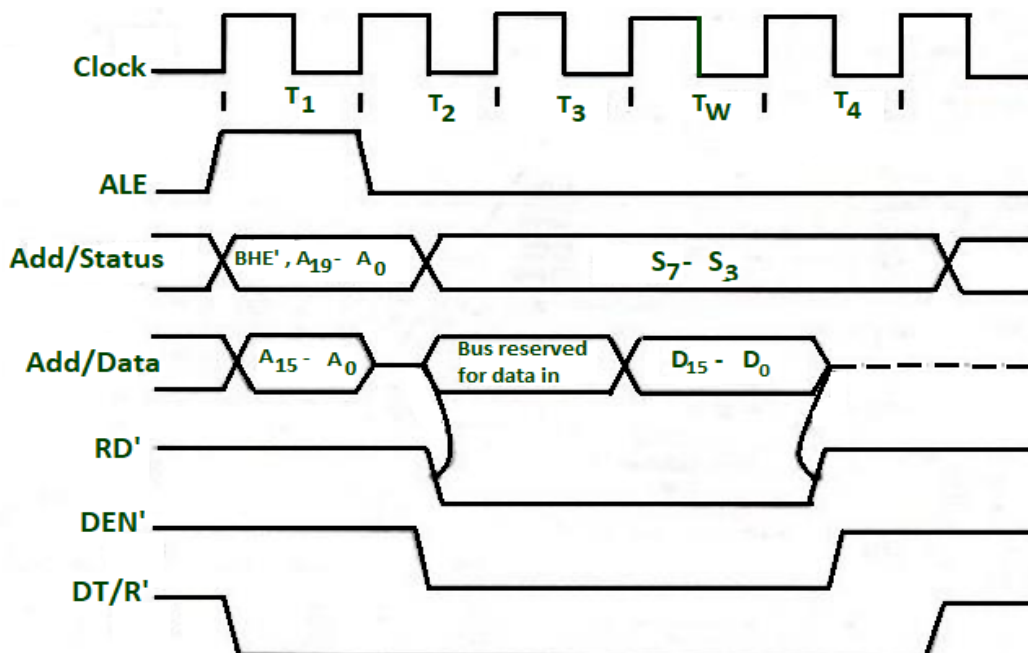 Clock
T1 T2 T3 TW T4
ALE
Add/Status BHE', A19- A0 S7- S3
Add/Data A15- A0 Bus reserved for data in D15- D0
RD'
DEN'
DT/R'